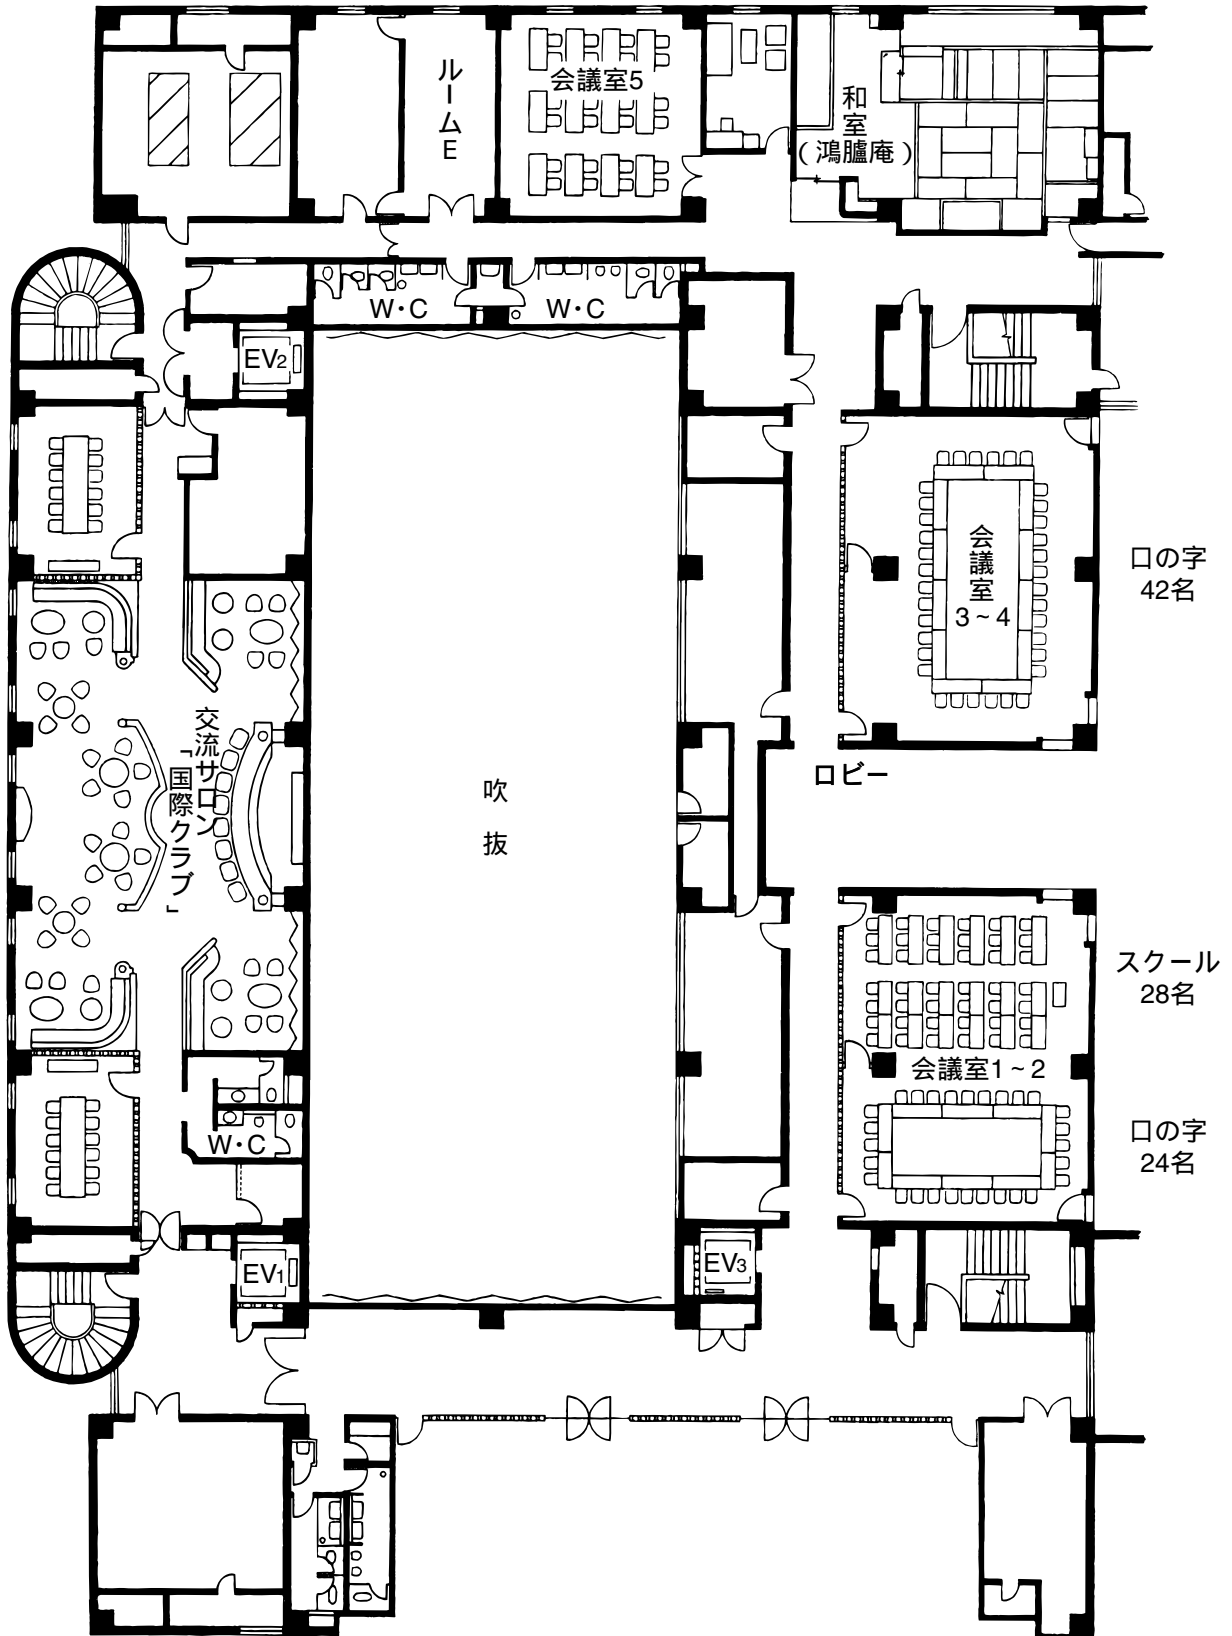 ルームE
会議室5
和室
(鴻臚庵)
W・C
W・C
EV2
会議室
3~4
ロの字
42名
交流サロン
「国際クラブ」
吹抜
ロビー
スクール
28名
会議室1~2
ロの字
24名
W・C
EV1
EV3